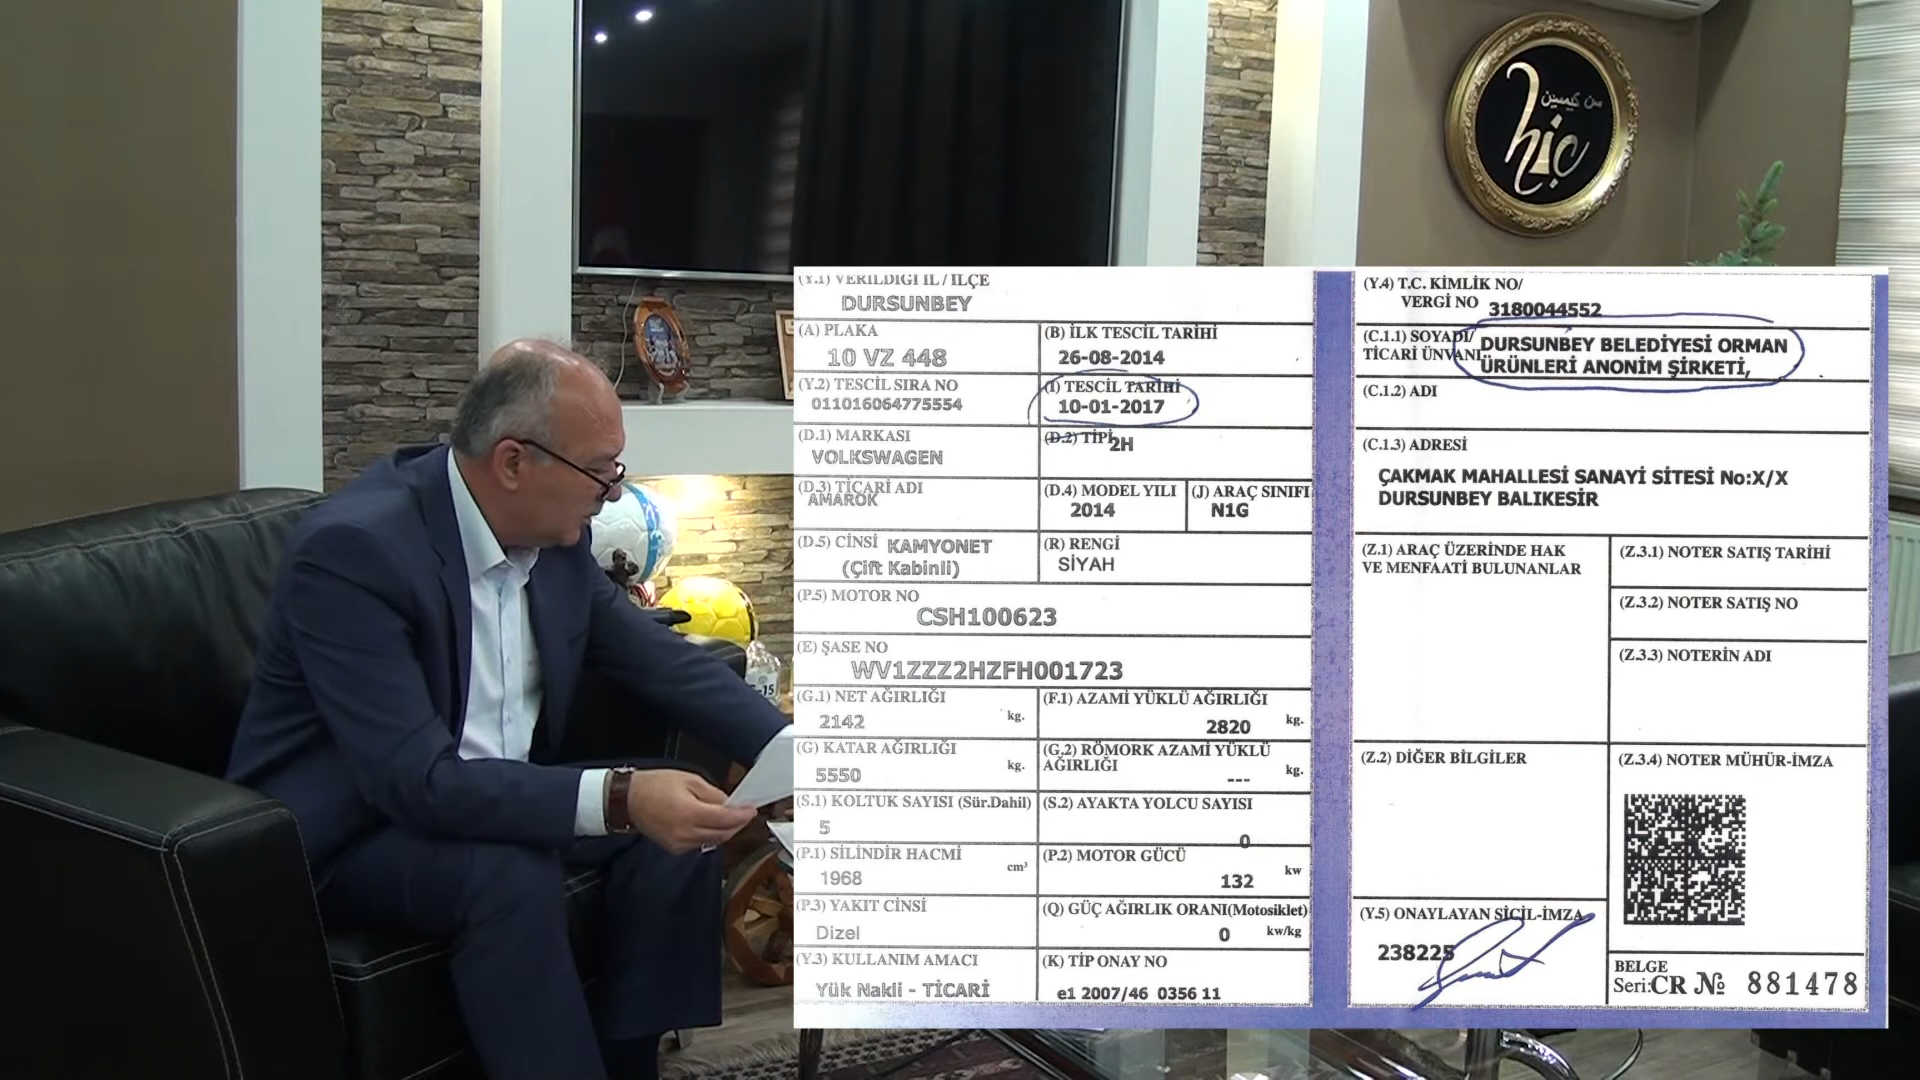 سن كيمسين
hiç
(Y.1) VERİLDİĞİ İL / İLÇE
DURSUNBEY
(A) PLAKA
10 VZ 448
(B) İLK TESCİL TARİHİ
26-08-2014
(Y.2) TESCİL SIRA NO
011016064775554
(I) TESCİL TARİHİ
10-01-2017
(D.1) MARKASI
VOLKSWAGEN
(D.2) TİPİ
2H
(D.3) TİCARİ ADI
AMAROK
(D.4) MODEL YILI
2014
(J) ARAÇ SINIFI
N1G
(D.5) CİNSİ KAMYONET
(Çift Kabinli)
(R) RENGİ
SİYAH
(P.5) MOTOR NO
CSH100623
(E) ŞASE NO
WV1ZZZ2HZFH001723
(G.1) NET AĞIRLIĞI
2142 kg.
(F.1) AZAMİ YÜKLÜ AĞIRLIĞI
2820 kg.
(G) KATAR AĞIRLIĞI
5550 kg.
(G.2) RÖMORK AZAMİ YÜKLÜ
AĞIRLIĞI
--- kg.
(S.1) KOLTUK SAYISI (Sür.Dahil)
5
(S.2) AYAKTA YOLCU SAYISI
0
(P.1) SİLİNDİR HACMİ
1968 cm³
(P.2) MOTOR GÜCÜ
132 kw
(P.3) YAKIT CİNSİ
Dizel
(Q) GÜÇ AĞIRLIK ORANI(Motosiklet)
0 kw/kg
(Y.3) KULLANIM AMACI
Yük Nakli - TİCARİ
(K) TİP ONAY NO
e1 2007/46 0356 11
(Y.4) T.C. KİMLİK NO/
VERGİ NO 3180044552
(C.1.1) SOYADI/
TİCARİ ÜNVANI
DURSUNBEY BELEDİYESİ ORMAN
ÜRÜNLERİ ANONİM ŞİRKETİ,
(C.1.2) ADI
(C.1.3) ADRESİ
ÇAKMAK MAHALLESİ SANAYİ SİTESİ No:X/X
DURSUNBEY BALIKESİR
(Z.1) ARAÇ ÜZERİNDE HAK
VE MENFAATİ BULUNANLAR
(Z.3.1) NOTER SATIŞ TARİHİ
(Z.3.2) NOTER SATIŞ NO
(Z.3.3) NOTERİN ADI
(Z.2) DİĞER BİLGİLER
(Z.3.4) NOTER MÜHÜR-İMZA
(Y.5) ONAYLAYAN SİCİL-İMZA
238225
BELGE
Seri:CR № 881478